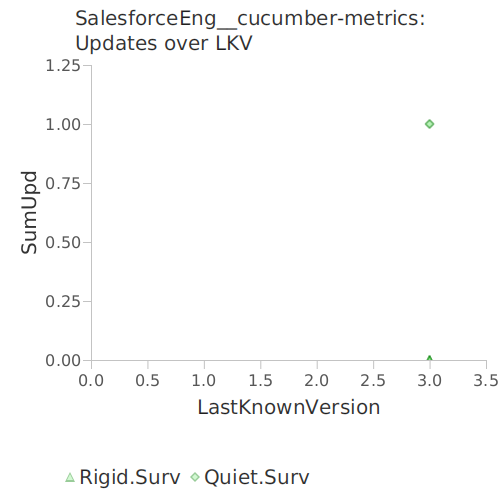 SalesforceEng__cucumber-metrics:
Updates over LKV
1.25
1.00
0.75
0.50
0.25
0.00
SumUpd
0.0 0.5 1.0 1.5 2.0 2.5 3.0 3.5
LastKnownVersion
Rigid.Surv Quiet.Surv